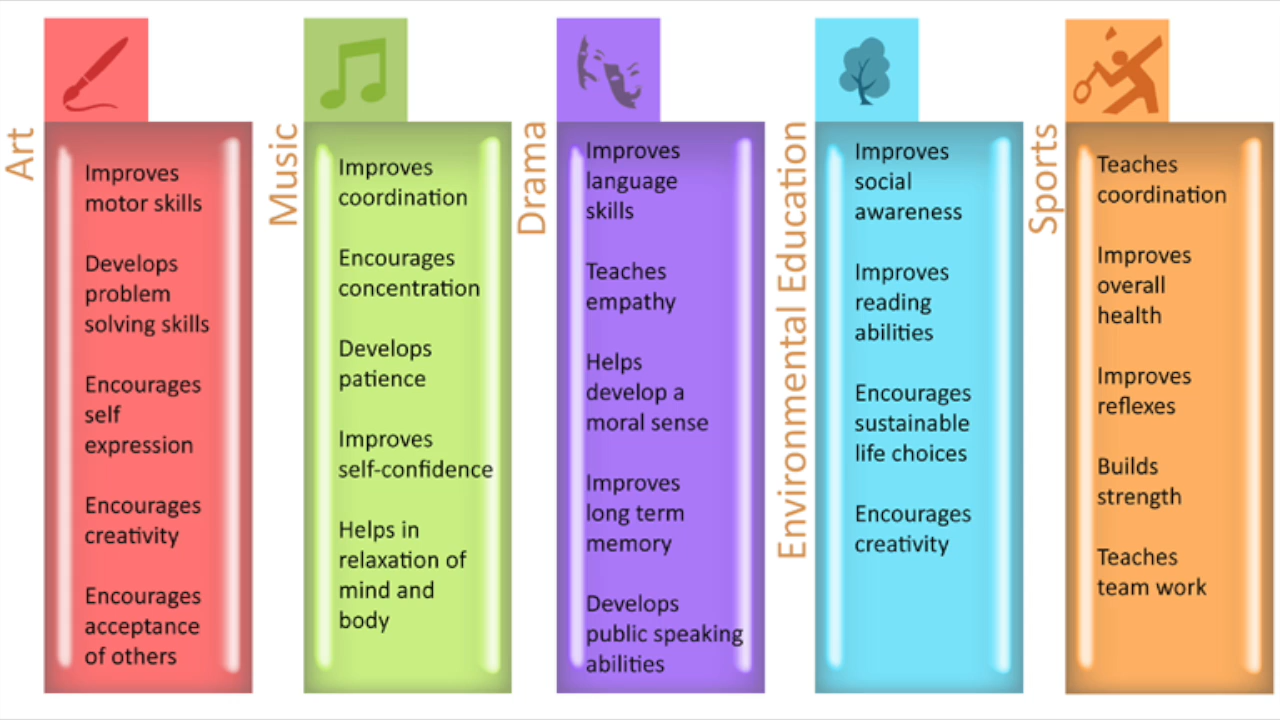 Art
Improves
motor skills
Develops
problem
solving skills
Encourages
self
expression
Encourages
creativity
Encourages
acceptance
of others
Music
Improves
coordination
Encourages
concentration
Develops
patience
Improves
self-confidence
Helps in
relaxation of
mind and
body
Drama
Improves
language
skills
Teaches
empathy
Helps
develop a
moral sense
Improves
long term
memory
Develops
public speaking
abilities
Environmental Education
Improves
social
awareness
Improves
reading
abilities
Encourages
sustainable
life choices
Encourages
creativity
Sports
Teaches
coordination
Improves
overall
health
Improves
reflexes
Builds
strength
Teaches
team work